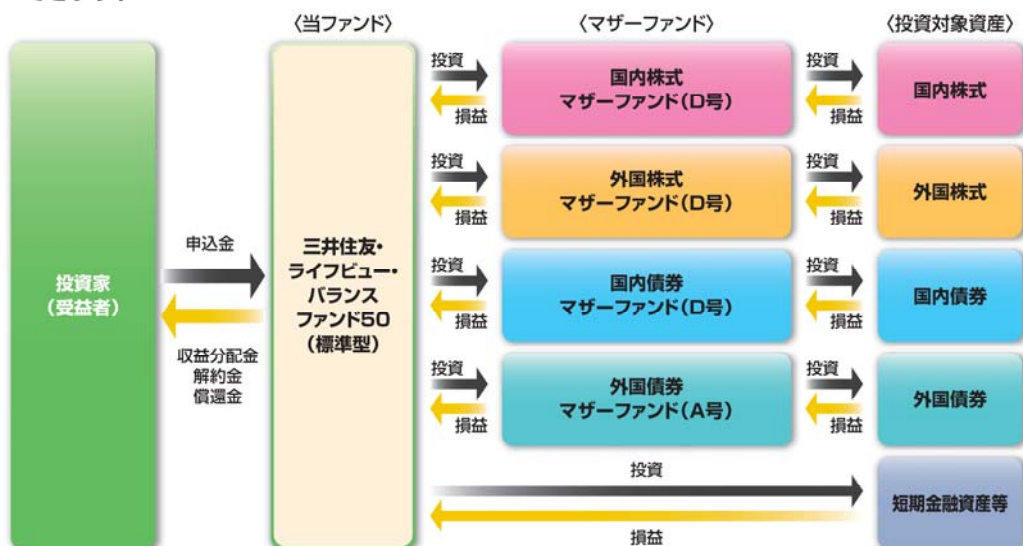 〈当ファンド〉
〈マザーファンド〉
〈投資対象資産〉
投資家
（受益者）
申込金
収益分配金
解約金
償還金
三井住友・
ライフビュー・
バランス
ファンド50
（標準型）
投資
損益
国内株式
マザーファンド（D号）
投資
損益
国内株式
投資
損益
外国株式
マザーファンド（D号）
投資
損益
外国株式
投資
損益
国内債券
マザーファンド（D号）
投資
損益
国内債券
投資
損益
外国債券
マザーファンド（A号）
投資
損益
外国債券
投資
損益
短期金融資産等